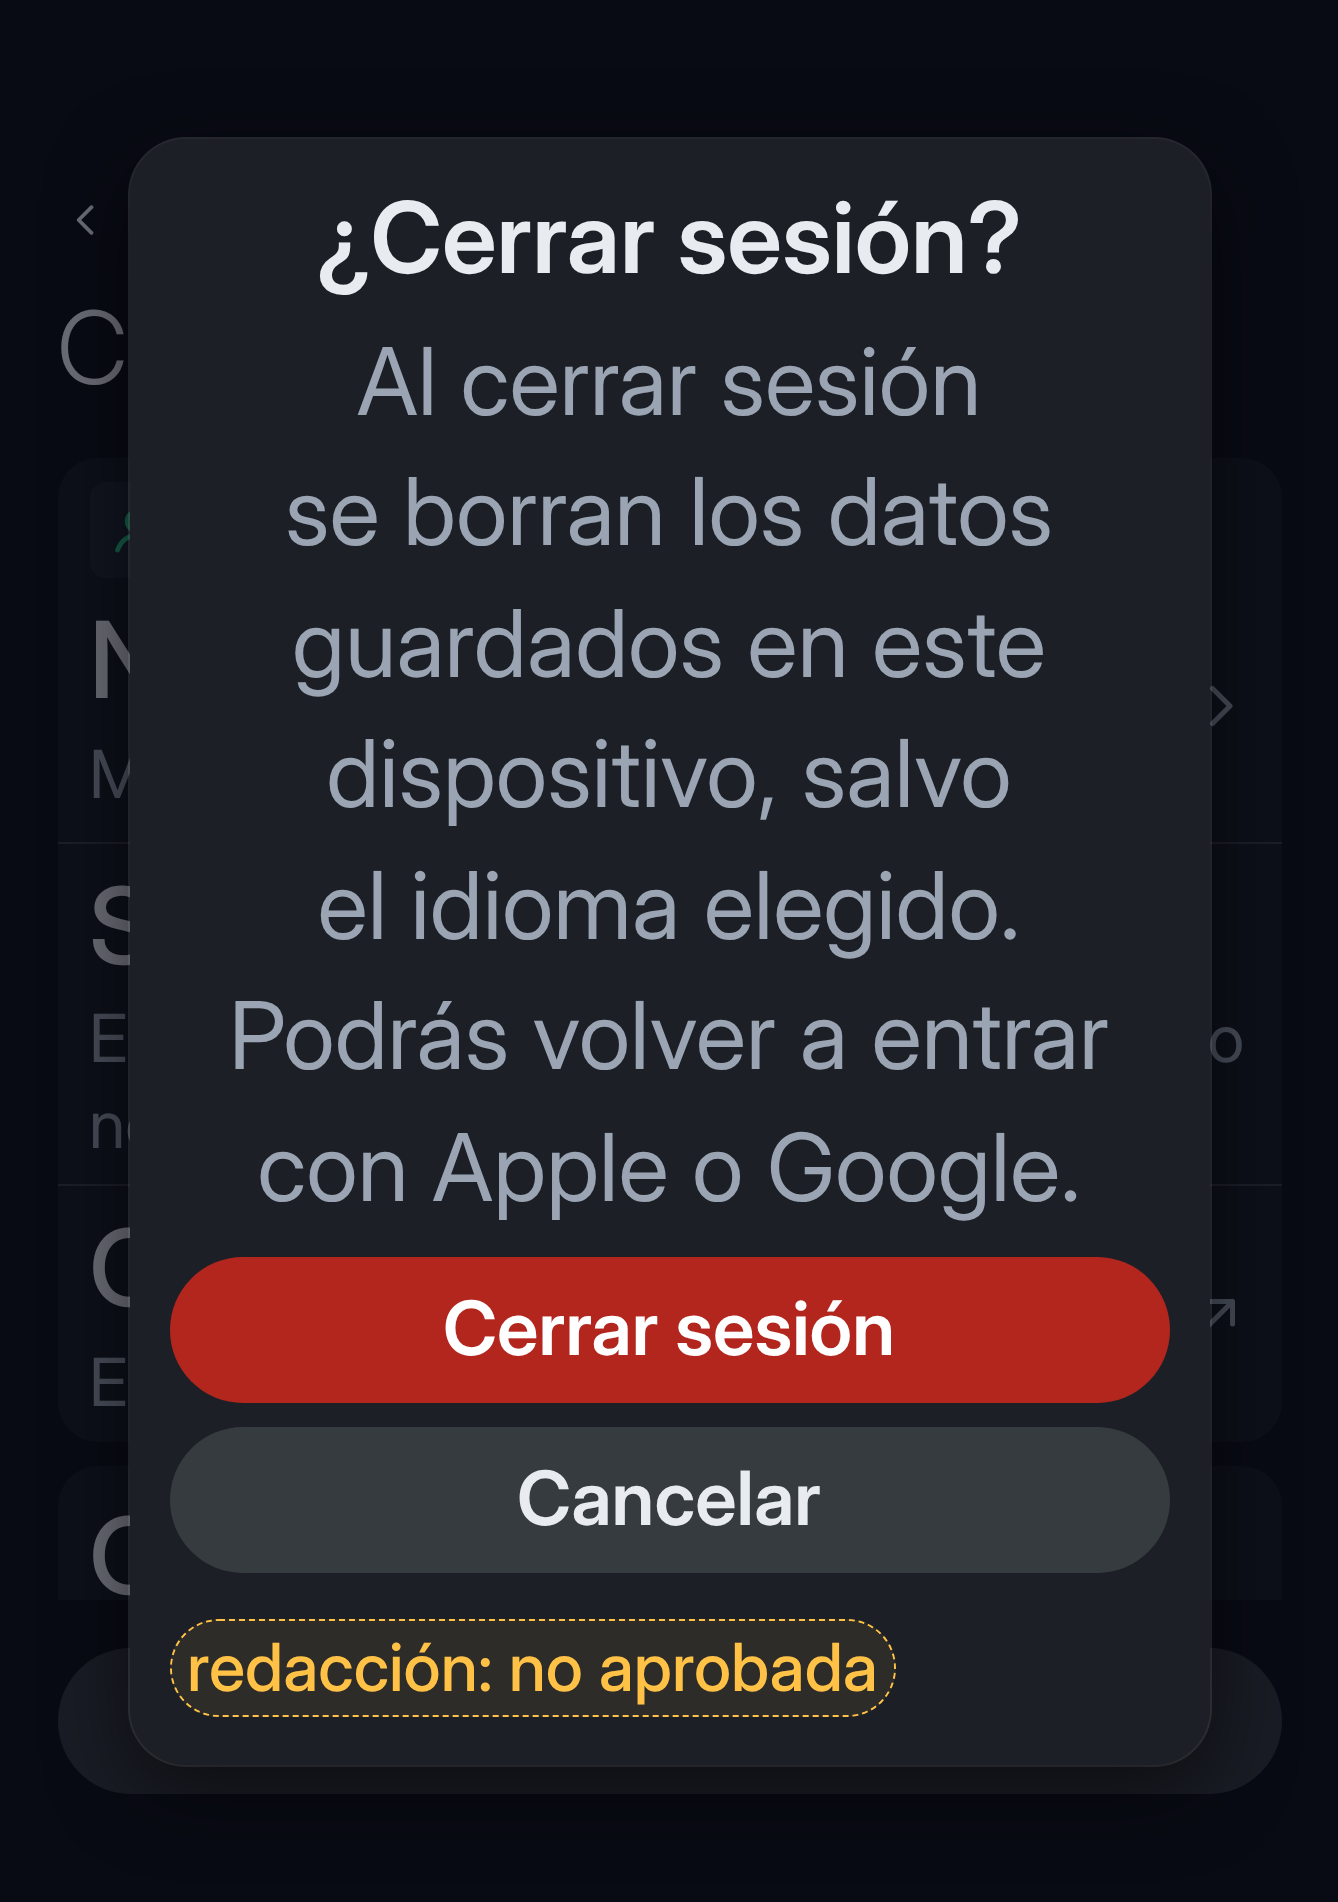 ¿Cerrar sesión?
Al cerrar sesión
se borran los datos
guardados en este
dispositivo, salvo
el idioma elegido.
Podrás volver a entrar
con Apple o Google.
Cerrar sesión
Cancelar
redacción: no aprobada